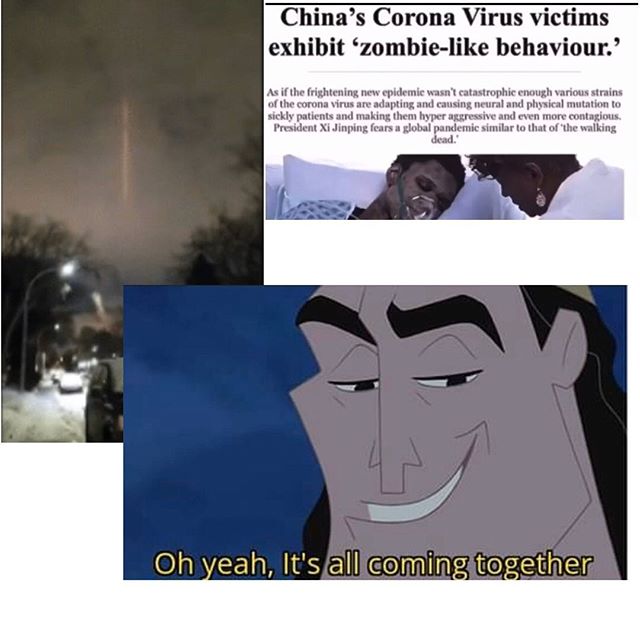 China’s Corona Virus victims
exhibit ‘zombie-like behaviour.’
As if the frightening new epidemic wasn’t catastrophic enough various strains
of the corona virus are adapting and causing neural and physical mutation to
sickly patients and making them hyper aggressive and even more contagious.
President Xi Jinping fears a global pandemic similar to that of ‘the walking
dead.’
Oh yeah, It's all coming together